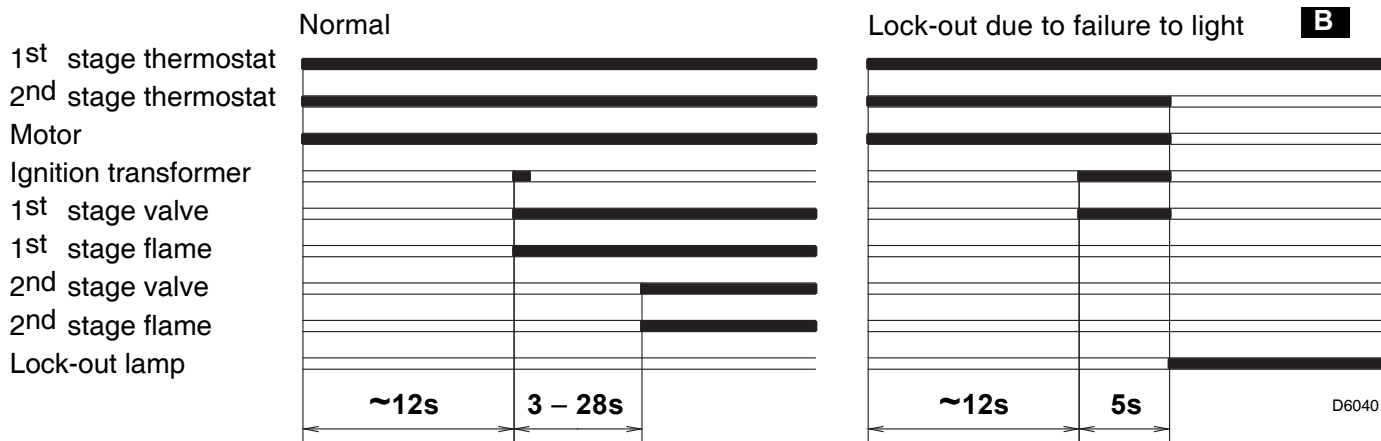 Normal
Lock-out due to failure to light B
1st stage thermostat
2nd stage thermostat
Motor
Ignition transformer
1st stage valve
1st stage flame
2nd stage valve
2nd stage flame
Lock-out lamp
~12s 3 – 28s ~12s 5s D6040